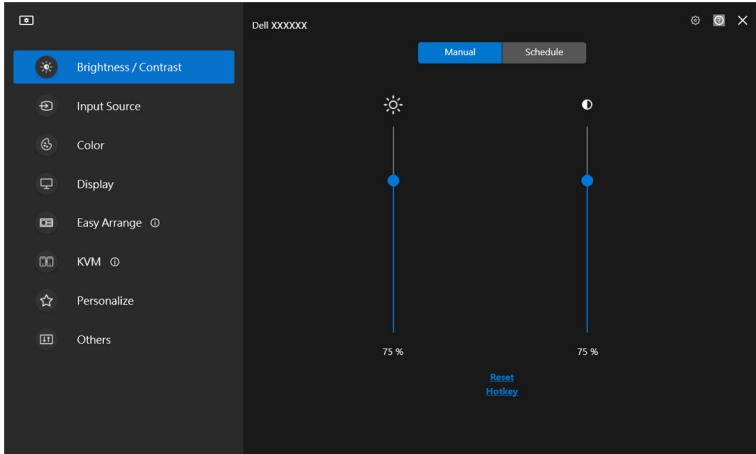 Dell XXXXXX
Manual Schedule
Brightness / Contrast
Input Source
Color
Display
Easy Arrange
KVM
Personalize
Others
75 % 75 %
Reset
Hotkey